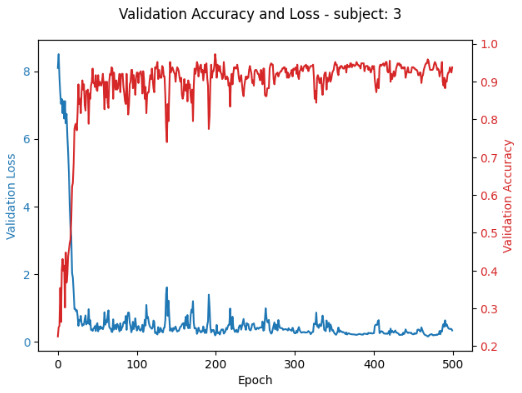 Validation Accuracy and Loss - subject: 3
8
6
4
2
0
Validation Loss
1.0
0.9
0.8
0.7
0.6
0.5
0.4
0.3
0.2
Validation Accuracy
0 100 200 300 400 500
Epoch